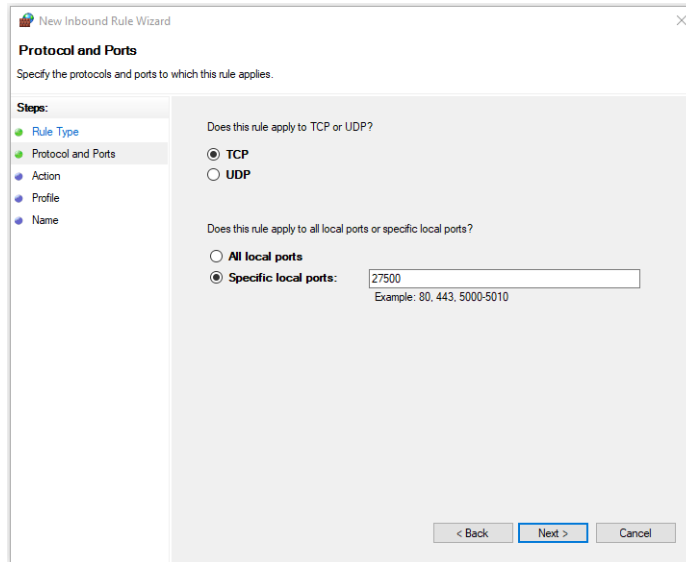 New Inbound Rule Wizard
Protocol and Ports
Specify the protocols and ports to which this rule applies.
Steps:
Rule Type
Protocol and Ports
Action
Profile
Name
Does this rule apply to TCP or UDP?
TCP
UDP
Does this rule apply to all local ports or specific local ports?
All local ports
Specific local ports:
27500
Example: 80, 443, 5000-5010
< Back
Next >
Cancel